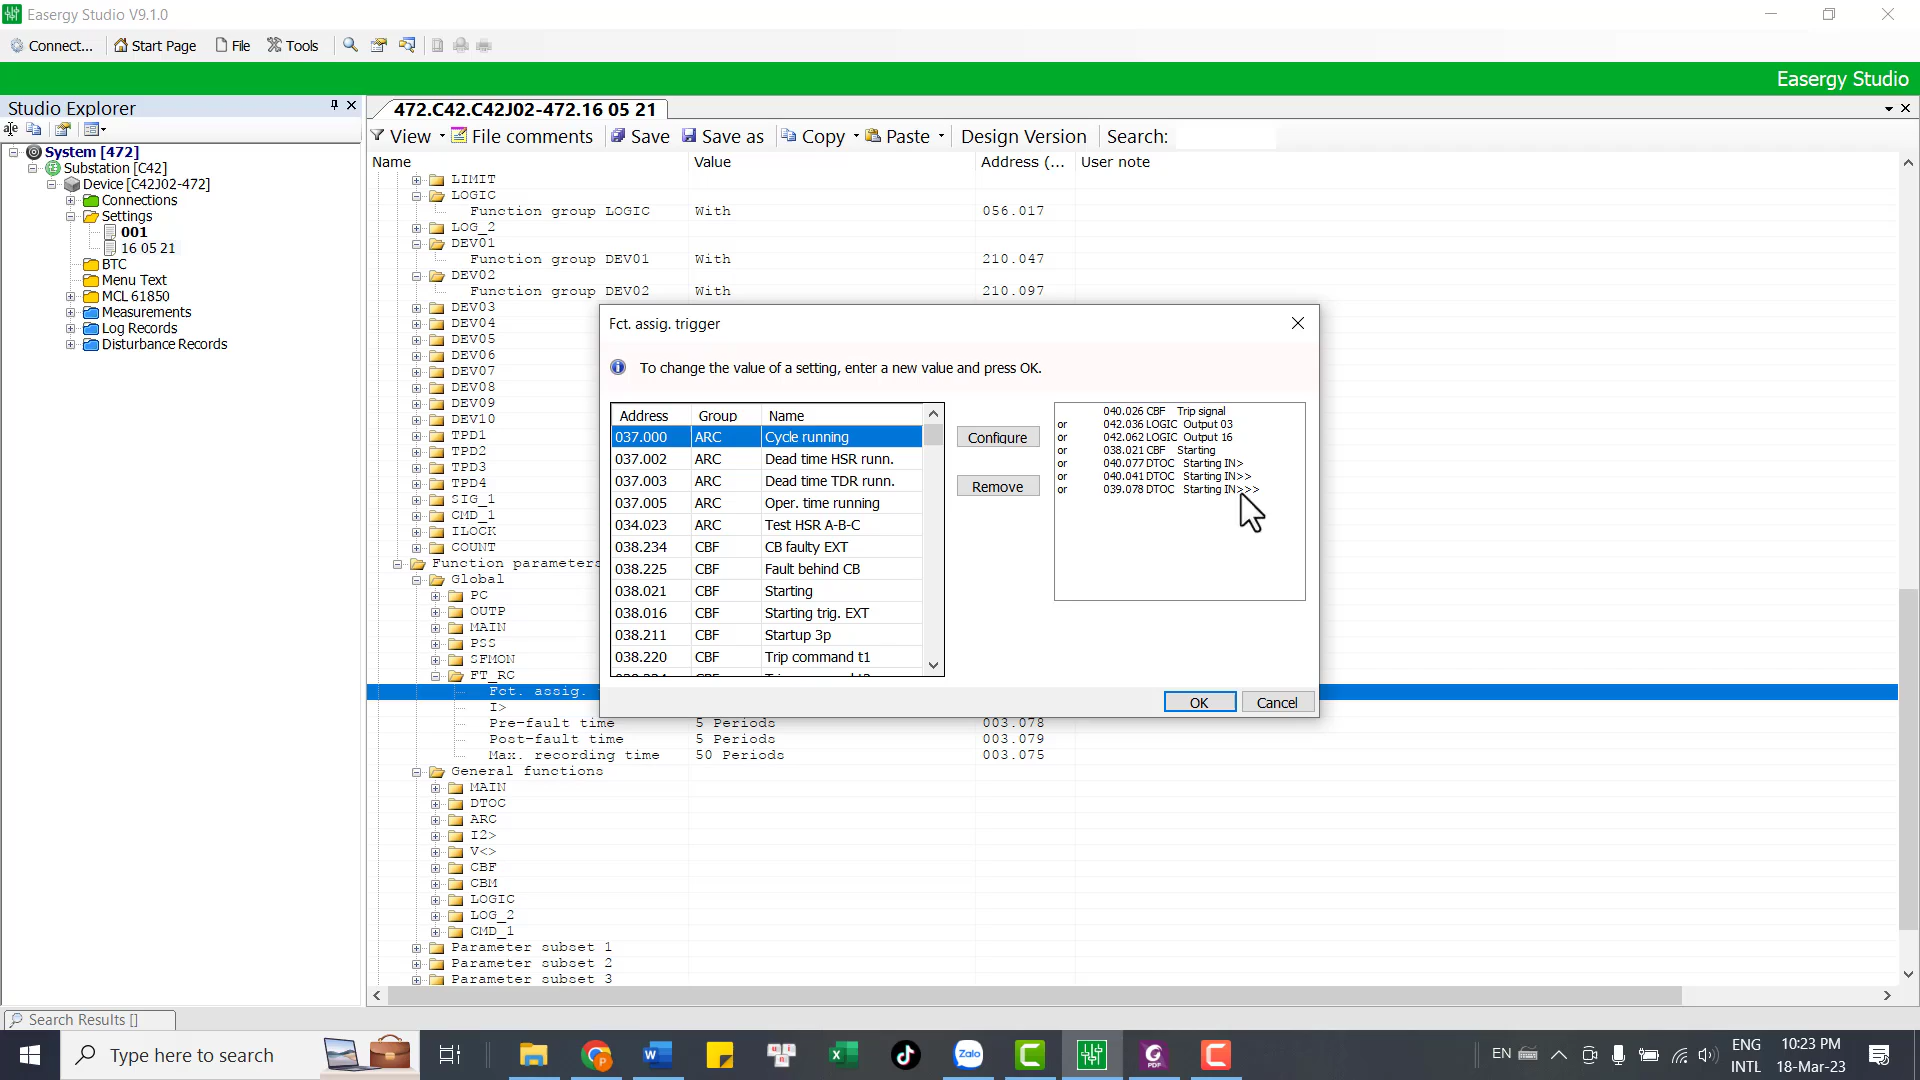 Easergy Studio V9.1.0
Connect... Start Page File Tools
Easergy Studio
Studio Explorer
System [472]
Substation [C42]
Device [C42J02-472]
Connections
Settings
001
16 05 21
BTC
Menu Text
MCL 61850
Measurements
Log Records
Disturbance Records
472.C42.C42J02-472.16 05 21
View File comments Save Save as Copy Paste Design Version Search:
Name Value Address (... User note
LIMIT
LOGIC
Function group LOGIC With 056.017
LOG_2
DEV01
Function group DEV01 With 210.047
DEV02
Function group DEV02 With 210.097
DEV03
DEV04
DEV05
DEV06
DEV07
DEV08
DEV09
DEV10
TPD1
TPD2
TPD3
TPD4
SIG_1
CMD_1
ILOCK
COUNT
Function parameters
Global
PC
OUTP
MAIN
PSS
SFMON
FT_RC
Fct. assig.
I>
Pre-fault time 5 Periods 003.078
Post-fault time 5 Periods 003.079
Max. recording time 50 Periods 003.075
General functions
MAIN
DTOC
ARC
I2>
V<>
CBF
CBM
LOGIC
LOG_2
CMD_1
Parameter subset 1
Parameter subset 2
Parameter subset 3
Fct. assig. trigger
To change the value of a setting, enter a new value and press OK.
Address Group Name
037.000 ARC Cycle running
037.002 ARC Dead time HSR runn.
037.003 ARC Dead time TDR runn.
037.005 ARC Oper. time running
034.023 ARC Test HSR A-B-C
038.234 CBF CB faulty EXT
038.225 CBF Fault behind CB
038.021 CBF Starting
038.016 CBF Starting trig. EXT
038.211 CBF Startup 3p
038.220 CBF Trip command t1
Configure
Remove
040.026 CBF Trip signal
or 042.036 LOGIC Output 03
or 042.062 LOGIC Output 16
or 038.021 CBF Starting
or 040.077 DTOC Starting IN>
or 040.041 DTOC Starting IN>>
or 039.078 DTOC Starting IN>>>
OK Cancel
Search Results []
Type here to search
Zalo
PDF
EN
ENG
INTL
10:23 PM
18-Mar-23